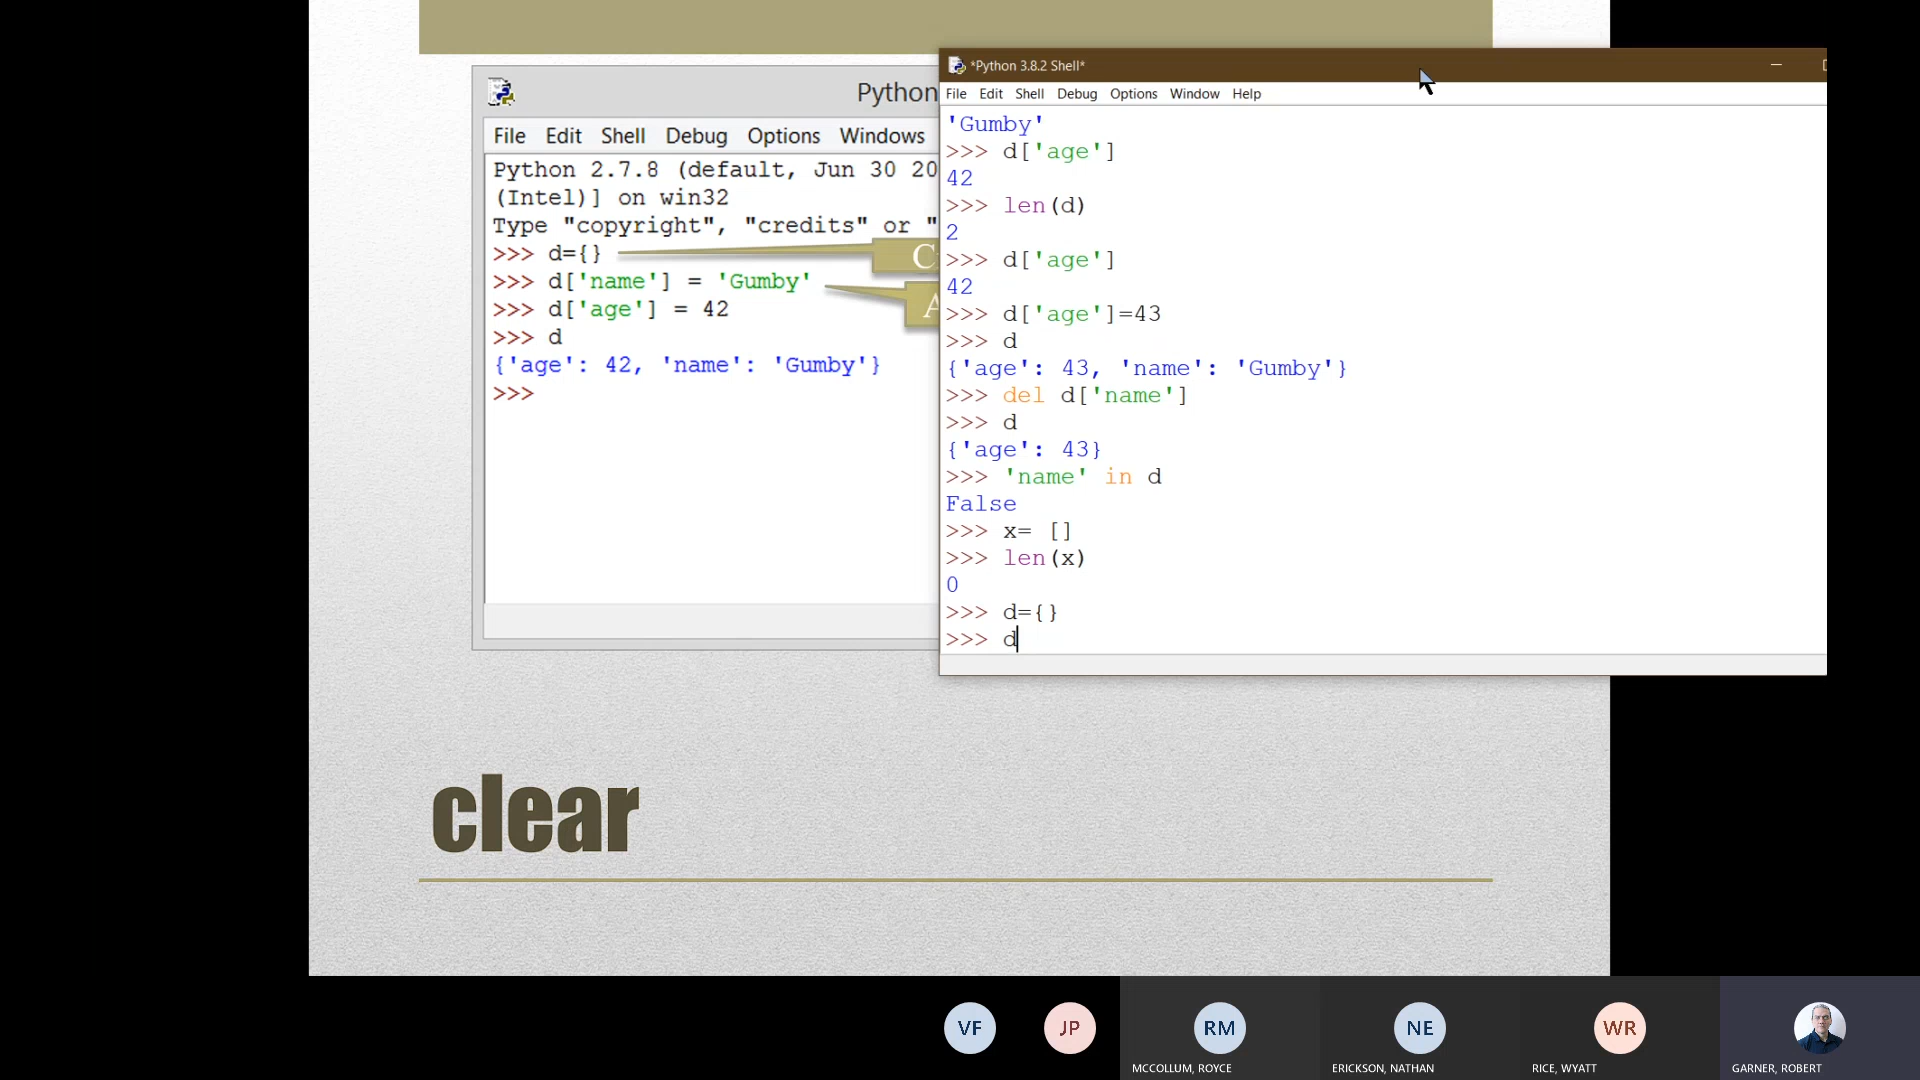 Python
File Edit Shell Debug Options Windows
Python 2.7.8 (default, Jun 30 20
(Intel)] on win32
Type "copyright", "credits" or "
>>> d={}
>>> d['name'] = 'Gumby'
>>> d['age'] = 42
>>> d
{'age': 42, 'name': 'Gumby'}
>>>
C
A
*Python 3.8.2 Shell*
File Edit Shell Debug Options Window Help
'Gumby'
>>> d['age']
42
>>> len(d)
2
>>> d['age']
42
>>> d['age']=43
>>> d
{'age': 43, 'name': 'Gumby'}
>>> del d['name']
>>> d
{'age': 43}
>>> 'name' in d
False
>>> x= []
>>> len(x)
0
>>> d={}
>>> d
clear
VF JP RM NE WR
MCCOLLUM, ROYCE ERICKSON, NATHAN RICE, WYATT GARNER, ROBERT